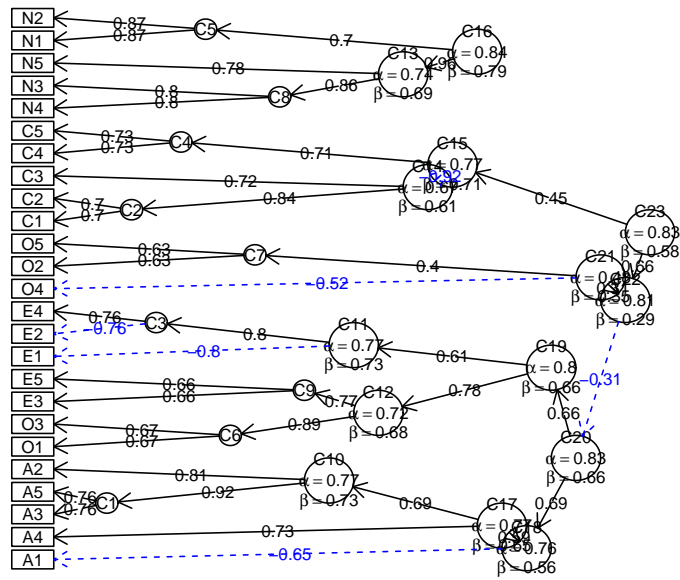 N2
N1
N5
N3
N4
C5
C4
C3
C2
C1
O5
O2
O4
E4
E2
E1
E5
E3
O3
O1
A2
A5
A3
A4
A1
0.87
0.87
C5
0.7
C16
α = 0.84
β = 0.79
0.78
C13
α = 0.74
β = 0.69
0.8
0.8
C8
0.86
0.73
0.73
C4
0.71
C15
0.72
0.7
0.7
C2
0.84
β = 0.61
0.45
C23
α = 0.83
β = 0.58
0.63
0.63
C7
0.4
C21
−0.52
0.66
α = 0.81
β = 0.29
0.76
−0.76
C3
0.8
−0.8
C11
α = 0.77
β = 0.73
0.61
C19
α = 0.8
β = 0.66
−0.31
0.66
0.66
C9
0.77
C12
α = 0.72
β = 0.68
0.78
0.67
0.67
C6
0.89
0.66
C20
α = 0.83
β = 0.66
0.81
C10
α = 0.77
β = 0.73
0.76
0.76
C1
0.92
0.69
0.69
0.73
C17
−0.65
β = 0.56